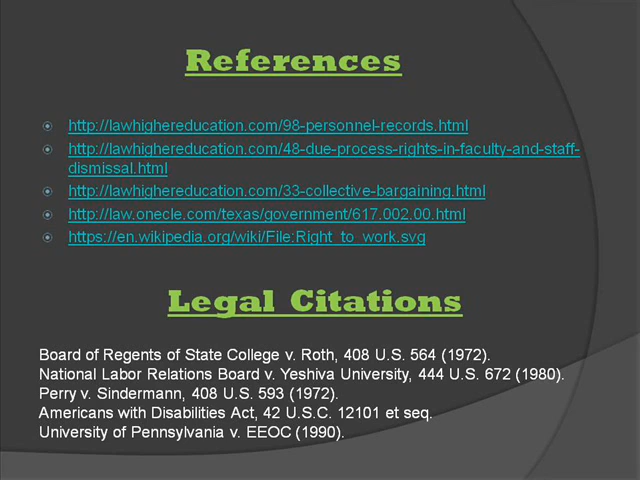 References
http://lawhighereducation.com/98-personnel-records.html
http://lawhighereducation.com/48-due-process-rights-in-faculty-and-staff-
dismissal.html
http://lawhighereducation.com/33-collective-bargaining.html
http://law.onecle.com/texas/government/617.002.00.html
https://en.wikipedia.org/wiki/File:Right_to_work.svg
Legal Citations
Board of Regents of State College v. Roth, 408 U.S. 564 (1972).
National Labor Relations Board v. Yeshiva University, 444 U.S. 672 (1980).
Perry v. Sindermann, 408 U.S. 593 (1972).
Americans with Disabilities Act, 42 U.S.C. 12101 et seq.
University of Pennsylvania v. EEOC (1990).